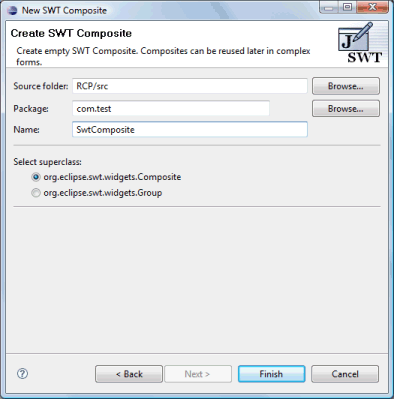 New SWT Composite
Create SWT Composite
Create empty SWT Composite. Composites can be reused later in complex
forms.
J
SWT
Source folder: RCP/src Browse...
Package: com.test Browse...
Name: SwtComposite
Select superclass:
org.eclipse.swt.widgets.Composite
org.eclipse.swt.widgets.Group
? < Back Next > Finish Cancel